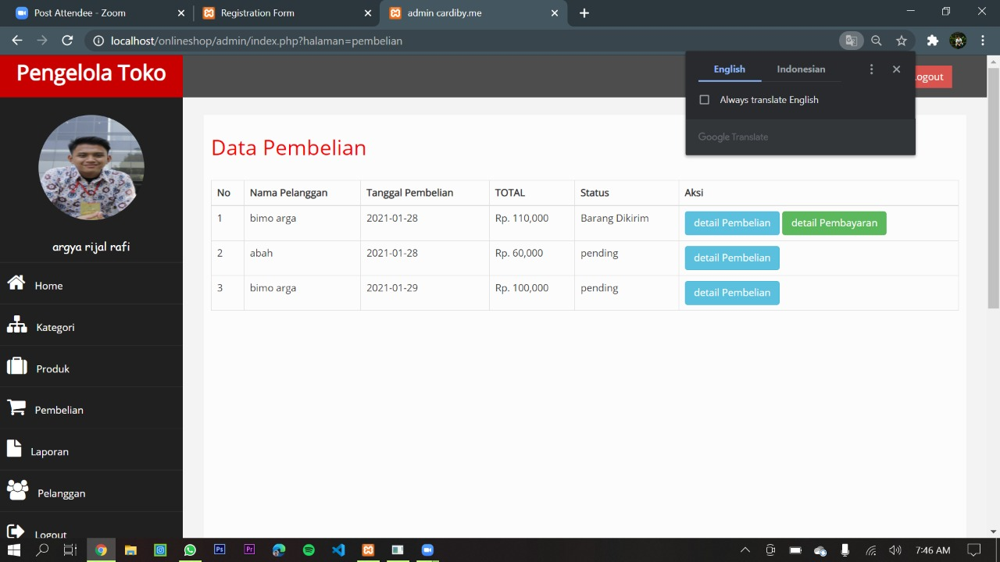 Post Attendee - Zoom
Registration Form
admin cardiby.me
localhost/onlineshop/admin/index.php?halaman=pembelian
Pengelola Toko
English
Indonesian
Always translate English
Google Translate
ogout
argya rijal rafi
Home
Kategori
Produk
Pembelian
Laporan
Pelanggan
Logout
Data Pembelian
No Nama Pelanggan Tanggal Pembelian TOTAL Status Aksi
1 bimo arga 2021-01-28 Rp. 110,000 Barang Dikirim detail Pembelian detail Pembayaran
2 abah 2021-01-28 Rp. 60,000 pending detail Pembelian
3 bimo arga 2021-01-29 Rp. 100,000 pending detail Pembelian
Ps
Pr
7:46 AM